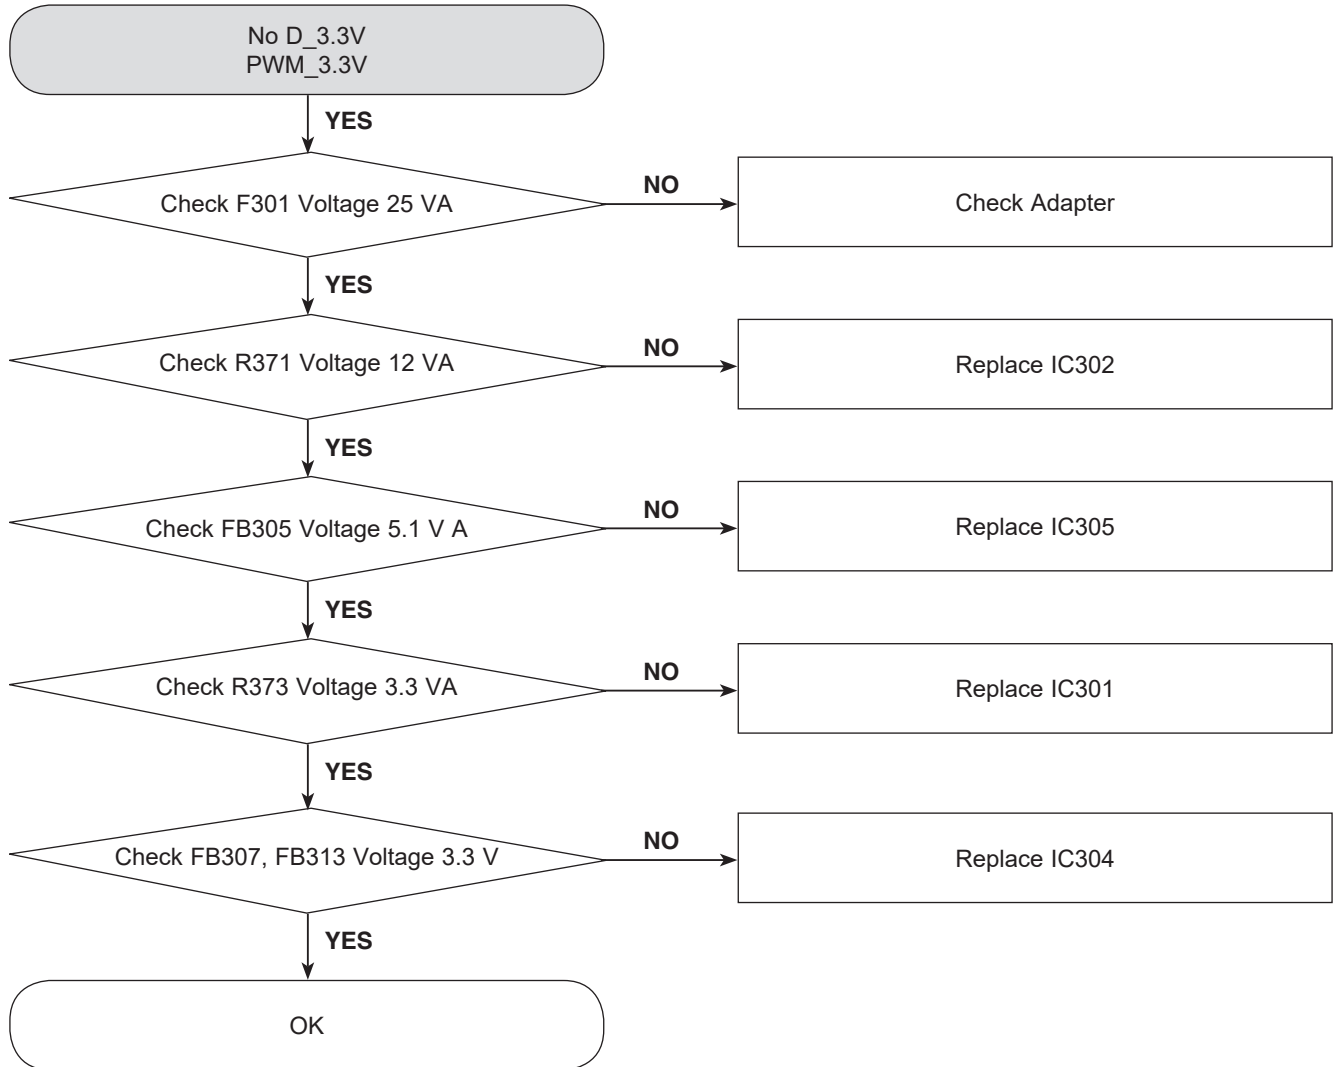 No D_3.3V
PWM_3.3V
YES
Check F301 Voltage 25 VA
NO
Check Adapter
YES
Check R371 Voltage 12 VA
NO
Replace IC302
YES
Check FB305 Voltage 5.1 V A
NO
Replace IC305
YES
Check R373 Voltage 3.3 VA
NO
Replace IC301
YES
Check FB307, FB313 Voltage 3.3 V
NO
Replace IC304
YES
OK